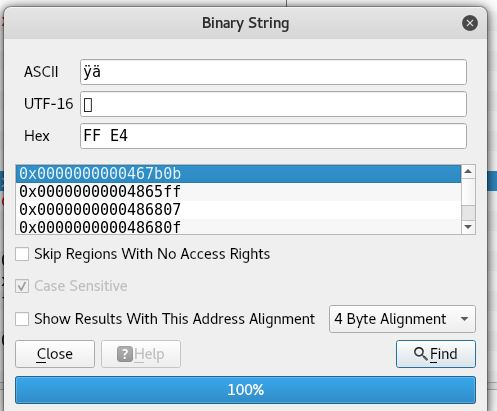 Binary String
ASCII ÿä
UTF-16
Hex FF E4
0x0000000000467b0b
0x00000000004865ff
0x0000000000486807
0x000000000048680f
Skip Regions With No Access Rights
Case Sensitive
Show Results With This Address Alignment 4 Byte Alignment
Close Help Find
100%